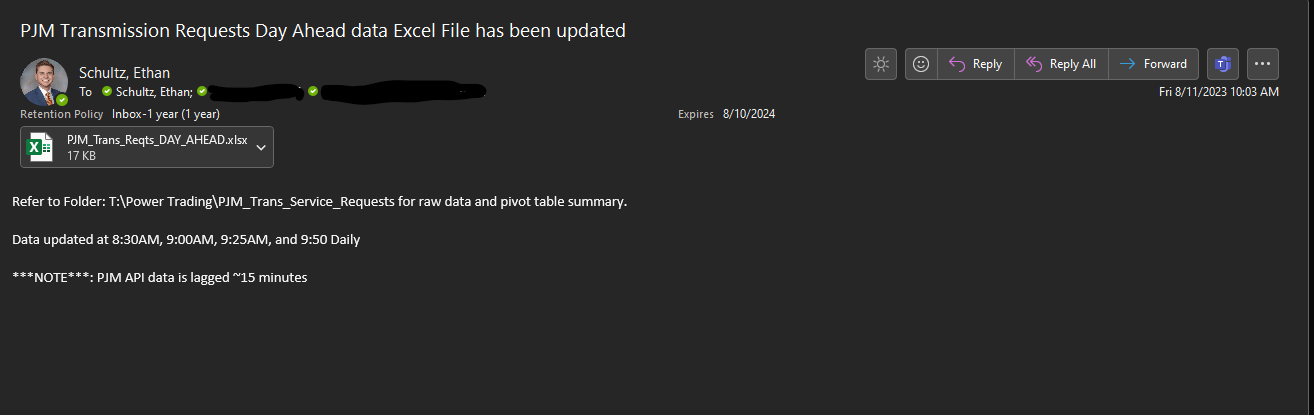 PJM Transmission Requests Day Ahead data Excel File has been updated
Schultz, Ethan
To Schultz, Ethan;
Reply
Reply All
Forward
Fri 8/11/2023 10:03 AM
Retention Policy Inbox-1 year (1 year)
Expires 8/10/2024
PJM_Trans_Reqts_DAY_AHEAD.xlsx
17 KB
Refer to Folder: T:\Power Trading\PJM_Trans_Service_Requests for raw data and pivot table summary.
Data updated at 8:30AM, 9:00AM, 9:25AM, and 9:50 Daily
***NOTE***: PJM API data is lagged ~15 minutes